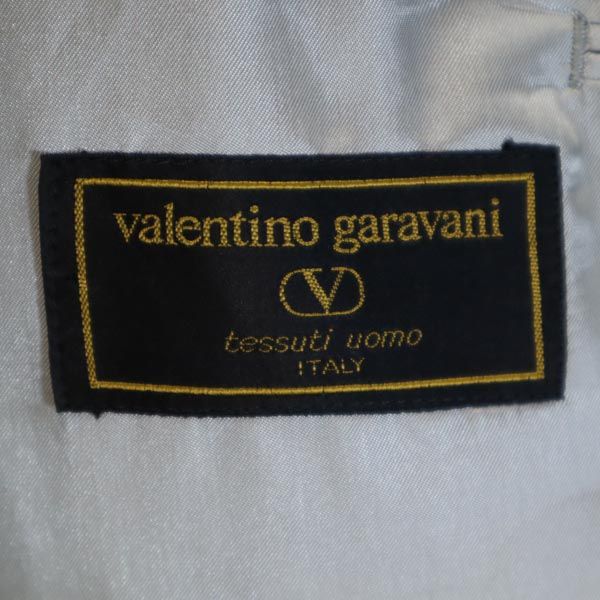 valentino garavani
V
tessuti uomo
ITALY